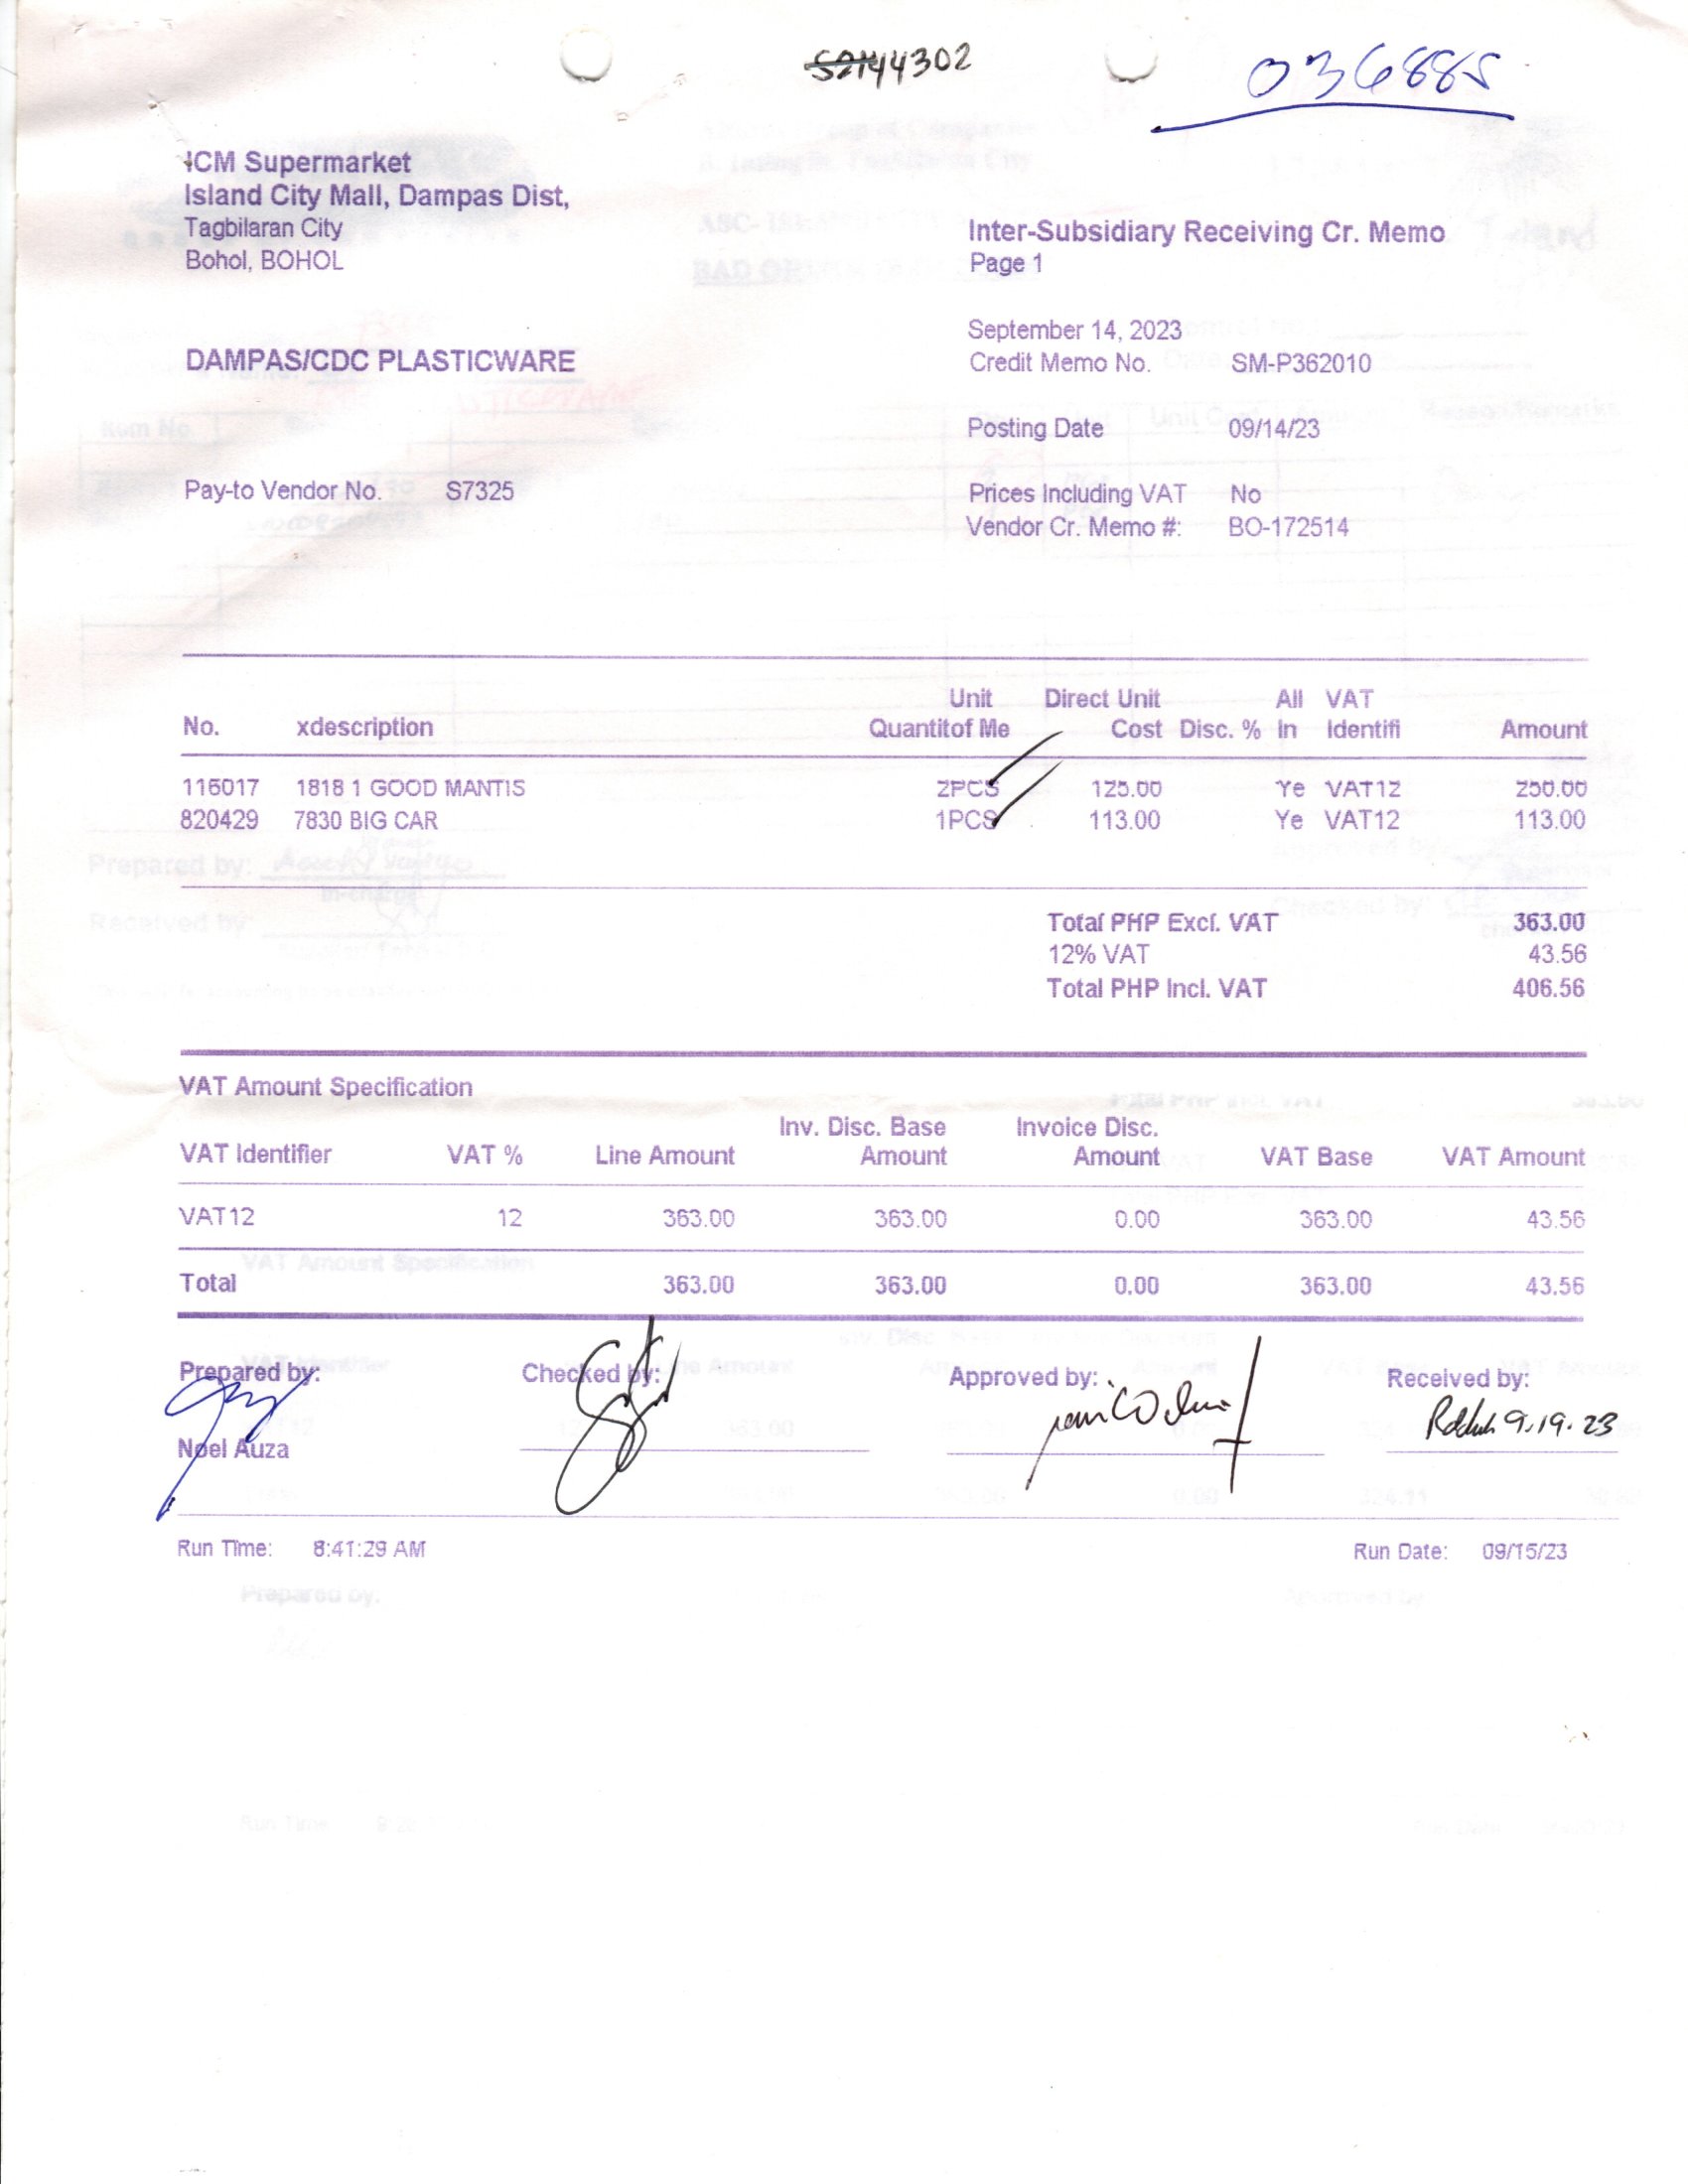 44302
036885
ICM Supermarket
Island City Mall, Dampas Dist,
Tagbilaran City
Bohol, BOHOL
Inter-Subsidiary Receiving Cr. Memo
Page 1
September 14, 2023
DAMPAS/CDC PLASTICWARE
Credit Memo No. SM-P362010
Posting Date 09/14/23
Pay-to Vendor No. S7325
Prices Including VAT No
Vendor Cr. Memo #: BO-172514
Unit Direct Unit All VAT
No. xdescription Quantitof Me Cost Disc. % In Identifi Amount
116017 1818 1 GOOD MANTIS 2PCS 125.00 Ye VAT12 250.00
820429 7830 BIG CAR 1PCS 113.00 Ye VAT12 113.00
Total PHP Excl. VAT 363.00
12% VAT 43.56
Total PHP Incl. VAT 406.56
VAT Amount Specification
Inv. Disc. Base Invoice Disc.
VAT Identifier VAT % Line Amount Amount Amount VAT Base VAT Amount
VAT12 12 363.00 363.00 0.00 363.00 43.56
Total 363.00 363.00 0.00 363.00 43.56
Prepared by: Checked by: Approved by: Received by:
9.19.23
Noel Auza
Run Time: 8:41:29 AM Run Date: 09/15/23